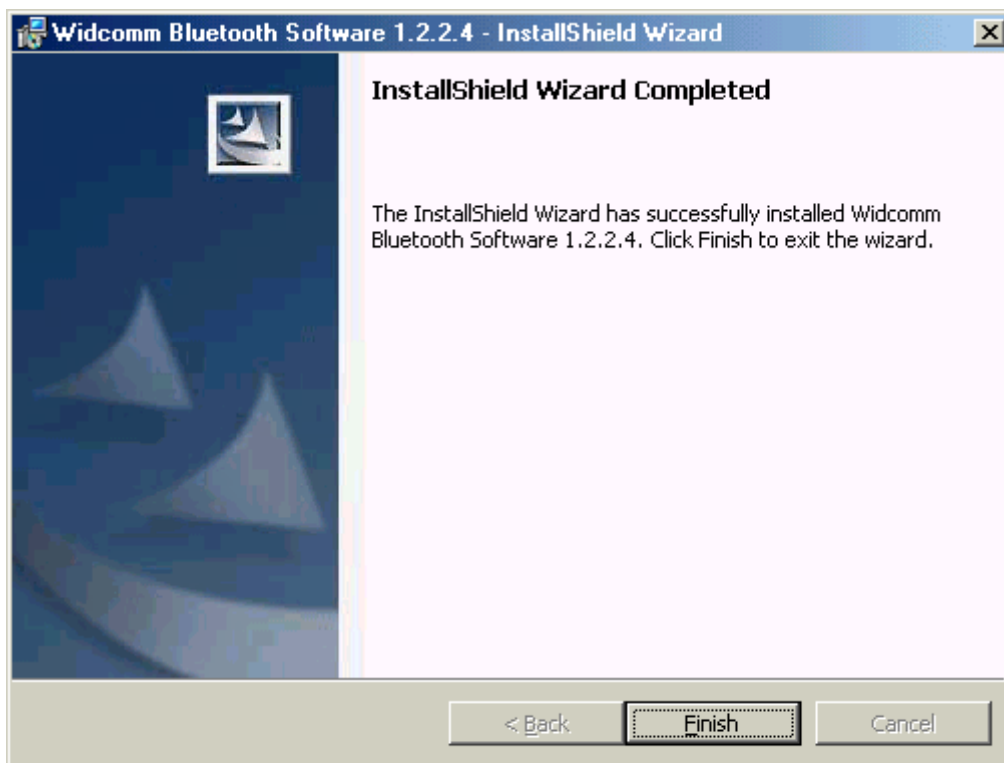 Widcomm Bluetooth Software 1.2.2.4 - InstallShield Wizard
InstallShield Wizard Completed
The InstallShield Wizard has successfully installed Widcomm
Bluetooth Software 1.2.2.4. Click Finish to exit the wizard.
< Back
Finish
Cancel